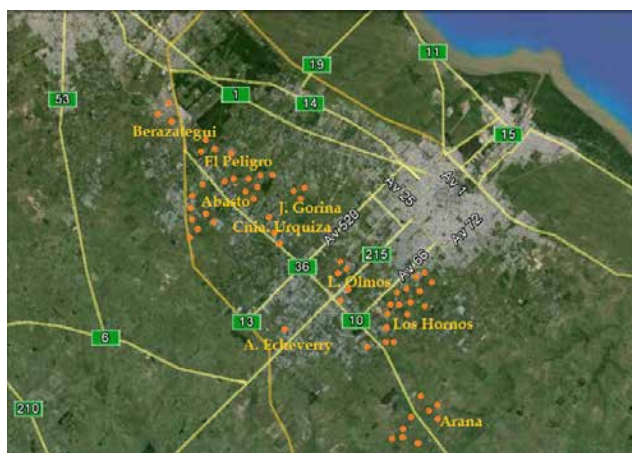 11
19
53
1
14
15
Berazategui
El Peligro
Av 1
Av 25
Abasto
J. Gorina
Av 520
Cnia. Urquiza
Av 72
215
Av 66
36
L. Olmos
13
10
Los Hornos
6
A. Echeverry
210
Arana